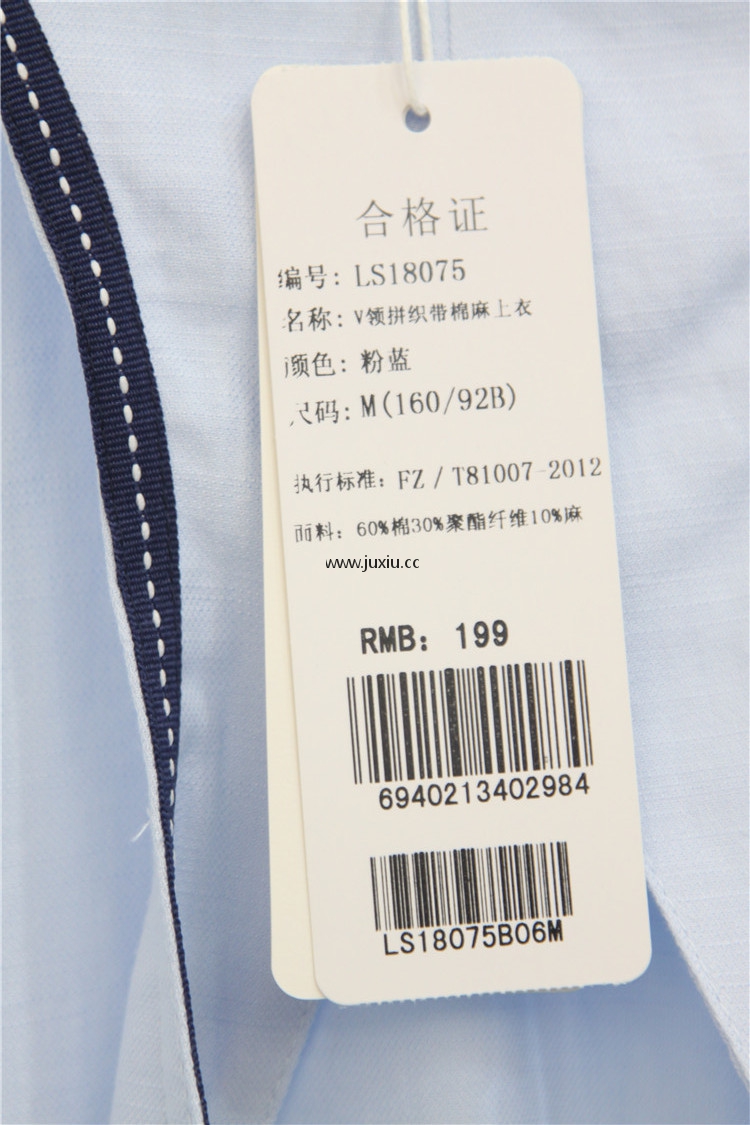 合格证
编号: LS18075
名称: V领拼织带棉麻上衣
颜色: 粉蓝
尺码: M(160/92B)
执行标准: FZ / T81007-2012
面料: 60%棉30%聚酯纤维10%麻
www.juxiu.cc
RMB: 199
6940213402984
LS18075B06M